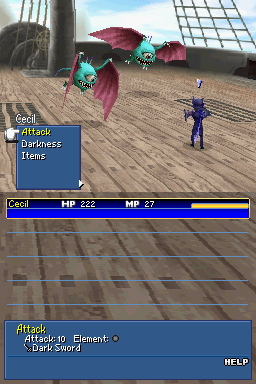 Cecil
Attack
Darkness
Items
Cecil HP 222 MP 27
Attack
Attack: 10 Element:
Dark Sword
HELP